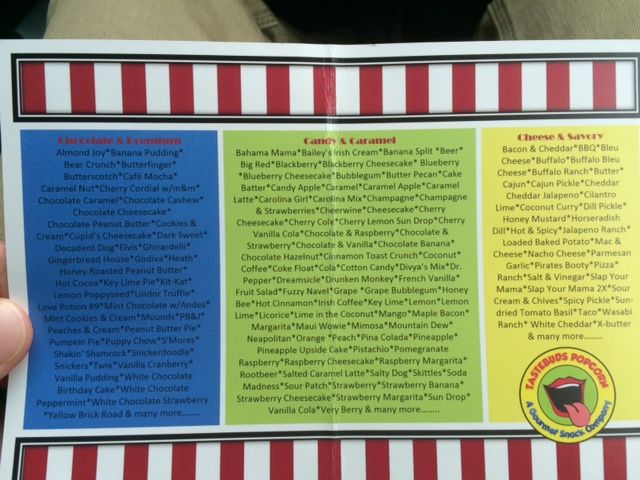 Chocolate & Premium
Almond Joy*Banana Pudding*
Bear Crunch*Butterfinger*
Butterscotch*Café Mocha*
Caramel Nut*Cherry Cordial w/m&m*
Chocolate Caramel*Chocolate Cashew*
Chocolate Cheesecake*
Chocolate Peanut Butter*Cookies &
Cream*Cupid's Cheesecake*Dark Sweet*
Decadent Dog*Elvis*Ghirardelli*
Gingerbread House*Godiva*Heath*
Honey Roasted Peanut Butter*
Hot Cocoa*Key Lime Pie*Kit-Kat*
Lemon Poppyseed*Lindor Truffle*
Love Potion #9*Mint Chocolate w/Andes*
Mint Cookies & Cream*Mounds*PB&J*
Peaches & Cream*Peanut Butter Pie*
Pumpkin Pie*Puppy Chow*S'Mores*
Shakin' Shamrock*Snickerdoodle*
Snickers*Twix*Vanilla Cranberry*
Vanilla Pudding*White Chocolate
Birthday Cake*White Chocolate
Peppermint*White Chocolate Strawberry
*Yellow Brick Road & many more........
Candy & Caramel
Bahama Mama*Bailey's Irish Cream*Banana Split *Beer*
Big Red*Blackberry*Blackberry Cheesecake* Blueberry
*Blueberry Cheesecake*Bubblegum*Butter Pecan*Cake
Batter*Candy Apple*Caramel*Caramel Apple*Caramel
Latte*Carolina Girl*Carolina Mix*Champagne*Champagne
& Strawberries*Cheerwine*Cheesecake*Cherry
Cheesecake*Cherry Cola*Cherry Lemon Sun Drop*Cherry
Vanilla Cola*Chocolate & Raspberry*Chocolate &
Strawberry*Chocolate & Vanilla*Chocolate Banana*
Chocolate Hazelnut*Cinnamon Toast Crunch*Coconut*
Coffee*Coke Float*Cola*Cotton Candy*Divya's Mix*Dr.
Pepper*Dreamsicle*Drunken Monkey*French Vanilla*
Fruit Salad*Fuzzy Navel*Grape *Grape Bubblegum*Honey
Bee*Hot Cinnamon*Irish Coffee*Key Lime*Lemon*Lemon
Lime*Licorice*Lime in the Coconut*Mango*Maple Bacon*
Margarita*Maui Wowie*Mimosa*Mountain Dew*
Neapolitan*Orange *Peach*Pina Colada*Pineapple*
Pineapple Upside Cake*Pistachio*Pomegranate
Raspberry*Raspberry Cheesecake*Raspberry Margarita*
Rootbeer*Salted Caramel Latte*Salty Dog*Skittles*Soda
Madness*Sour Patch*Strawberry*Strawberry Banana*
Strawberry Cheesecake*Strawberry Margarita*Sun Drop*
Vanilla Cola*Very Berry & many more........
Cheese & Savory
Bacon & Cheddar*BBQ*Bleu
Cheese*Buffalo*Buffalo Bleu
Cheese*Buffalo Ranch*Butter*
Cajun*Cajun Pickle*Cheddar
Cheddar Jalapeno*Cilantro
Lime*Coconut Curry*Dill Pickle*
Honey Mustard*Horseradish
Dill*Hot & Spicy*Jalapeno Ranch*
Loaded Baked Potato*Mac &
Cheese*Nacho Cheese*Parmesan
Garlic*Pirates Booty*Pizza*
Ranch*Salt & Vinegar*Slap Your
Mama*Slap Your Mama 2X*Sour
Cream & Chives*Spicy Pickle*Sun-
dried Tomato Basil*Taco*Wasabi
Ranch* White Cheddar*X-butter
& many more........
TASTEBUDS POPCORN
A Gourmet Snack Company